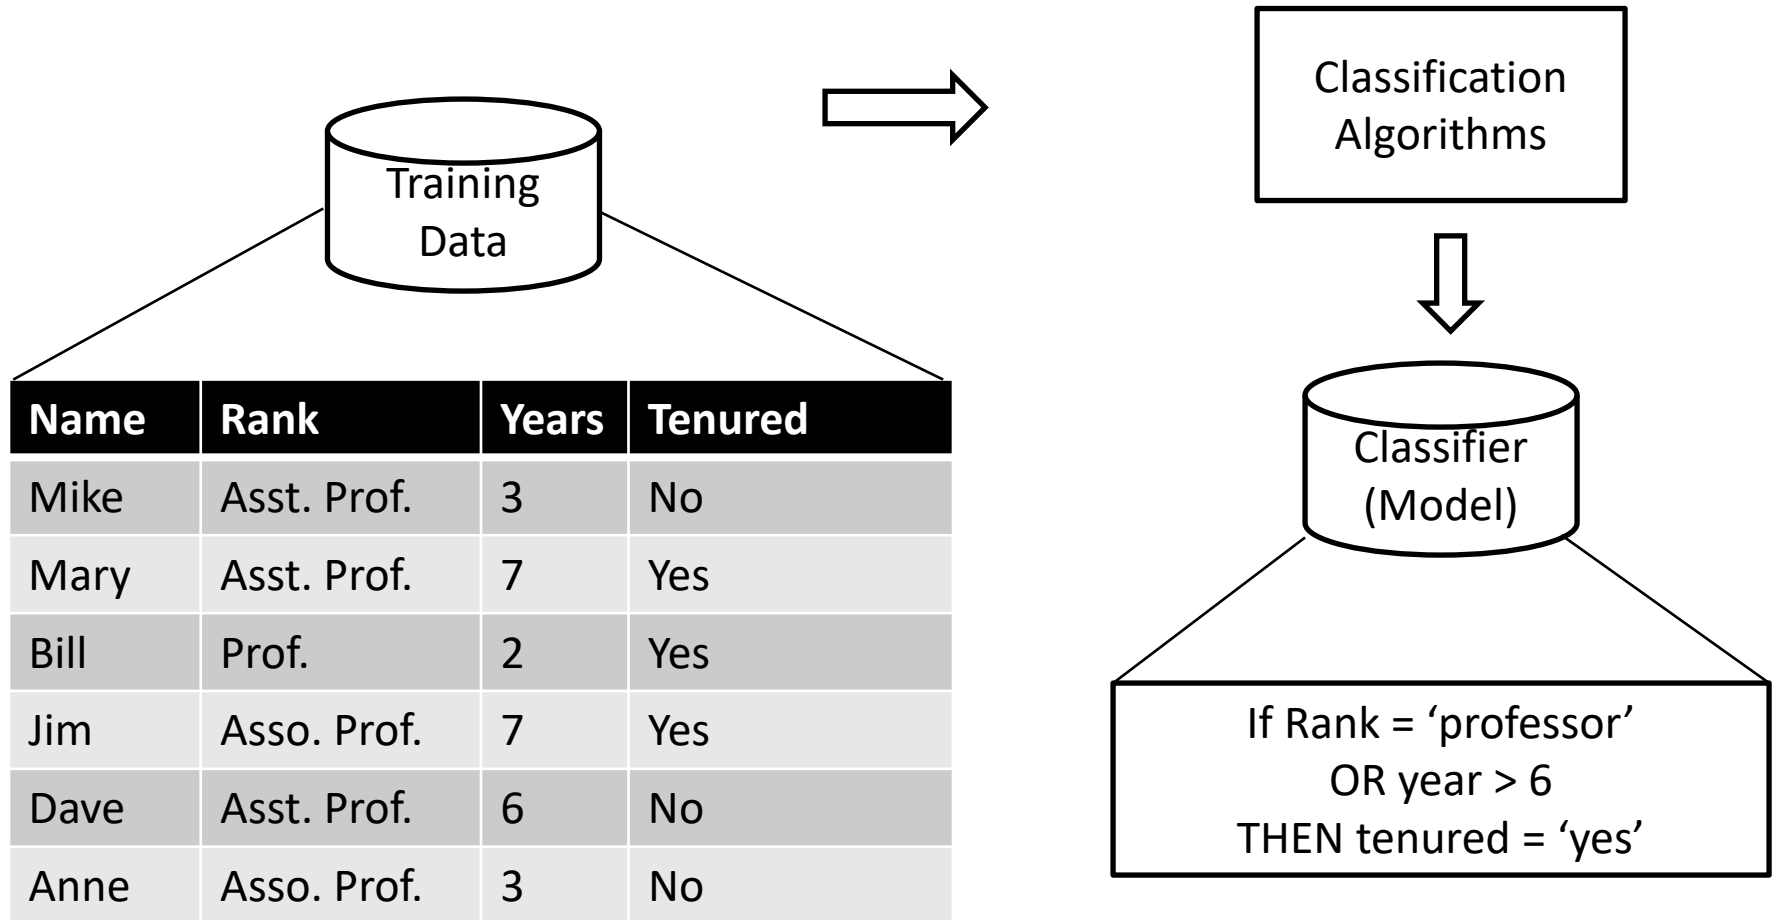 Training
Data
Classification
Algorithms
Name Rank Years Tenured
Mike Asst. Prof. 3 No
Mary Asst. Prof. 7 Yes
Bill Prof. 2 Yes
Jim Asso. Prof. 7 Yes
Dave Asst. Prof. 6 No
Anne Asso. Prof. 3 No
Classifier
(Model)
If Rank = ‘professor’
OR year > 6
THEN tenured = ‘yes’